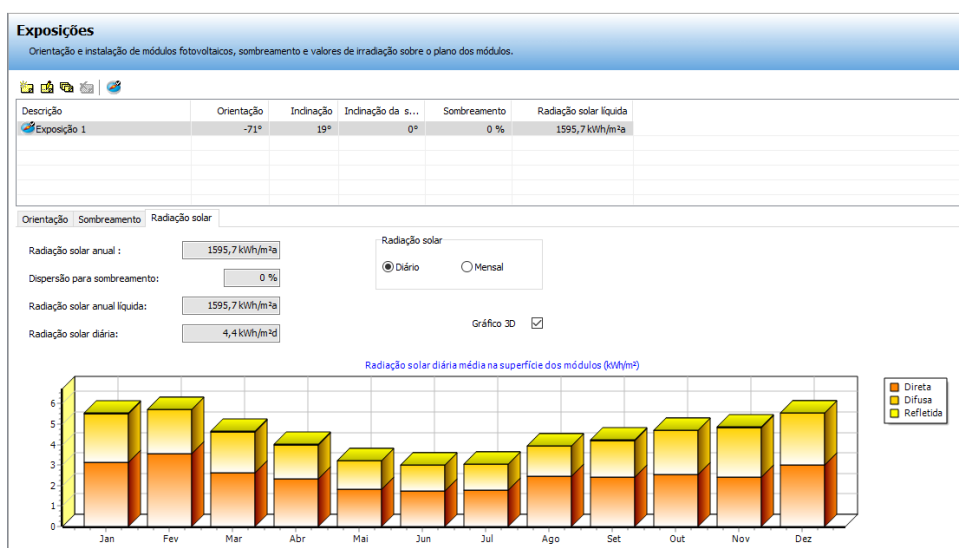 Exposições
Orientação e instalação de módulos fotovoltaicos, sombreamento e valores de irradiação sobre o plano dos módulos.
Descrição Orientação Inclinação Inclinação da s... Sombreamento Radiação solar líquida
Exposição 1 -71° 19° 0° 0 % 1595,7 kWh/m²a
Orientação Sombreamento Radiação solar
Radiação solar anual : 1595,7 kWh/m²a
Dispersão para sombreamento: 0 %
Radiação solar anual líquida: 1595,7 kWh/m²a
Radiação solar diária: 4,4 kWh/m²d
Radiação solar
Diário Mensal
Gráfico 3D
Radiação solar diária média na superfície dos módulos (kWh/m²)
6
5
4
3
2
1
0
Jan Fev Mar Abr Mai Jun Jul Ago Set Out Nov Dez
Direta
Difusa
Refletida